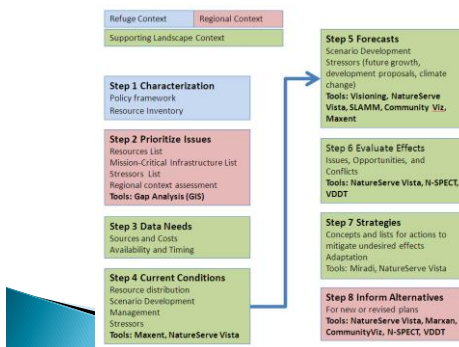 Refuge Context
Regional Context
Supporting Landscape Context
Step 1 Characterization
Policy framework
Resource Inventory
Step 2 Prioritize Issues
Resources List
Mission-Critical Infrastructure List
Stressors List
Regional context assessment
Tools: Gap Analysis (GIS)
Step 3 Data Needs
Sources and Costs
Availability and Timing
Step 4 Current Conditions
Resource distribution
Scenario Development
Management
Stressors
Tools: Maxent, NatureServe Vista
Step 5 Forecasts
Scenario Development
Stressors (future growth,
development proposals, climate
change)
Tools: Visioning, NatureServe
Vista, SLAMM, Community Viz,
Maxent
Step 6 Evaluate Effects
Issues, Opportunities, and
Conflicts
Tools: NatureServe Vista, N-SPECT,
VDDT
Step 7 Strategies
Concepts and lists for actions to
mitigate undesired effects
Adaptation
Tools: Miradi, NatureServe Vista
Step 8 Inform Alternatives
For new or revised plans
Tools: NatureServe Vista, Marxan,
CommunityViz, N-SPECT, VDDT